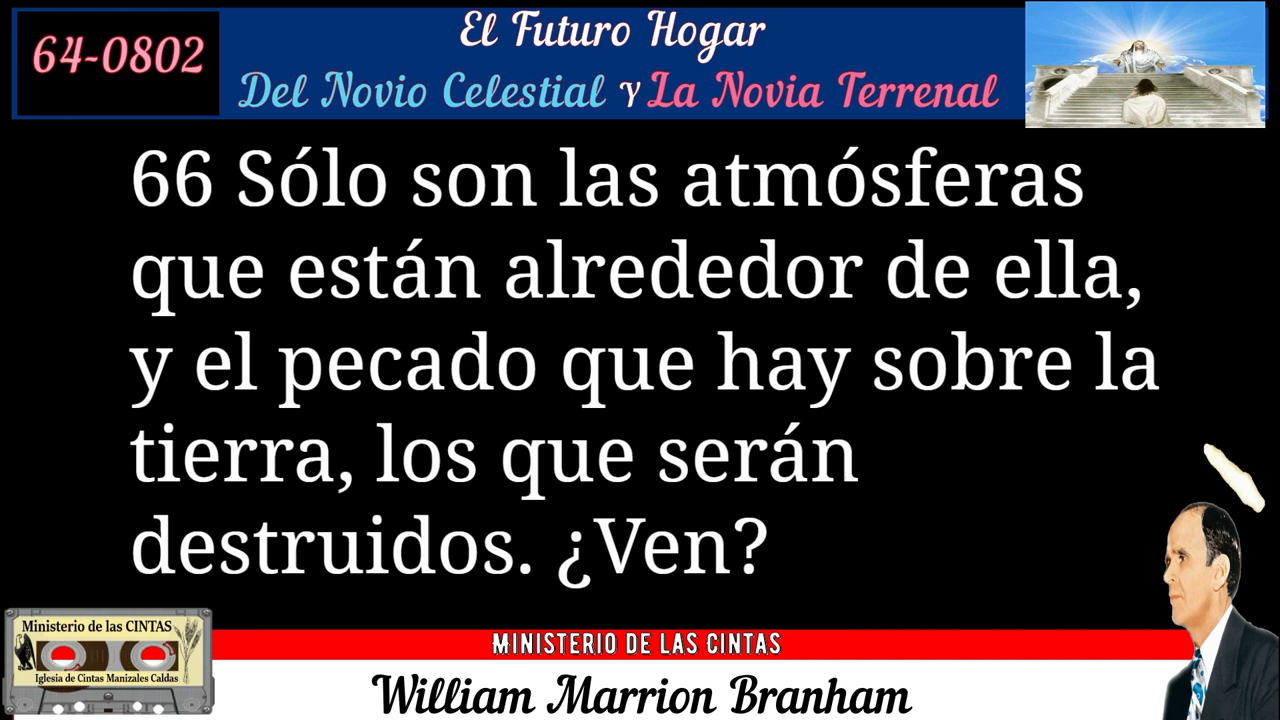 64-0802
El Futuro Hogar
Del Novio Celestial Y La Novia Terrenal
66 Sólo son las atmósferas
que están alrededor de ella,
y el pecado que hay sobre la
tierra, los que serán
destruidos. ¿Ven?
Ministerio de las CINTAS
Iglesia de Cintas Manizales Caldas
MINISTERIO DE LAS CINTAS
William Marrion Branham